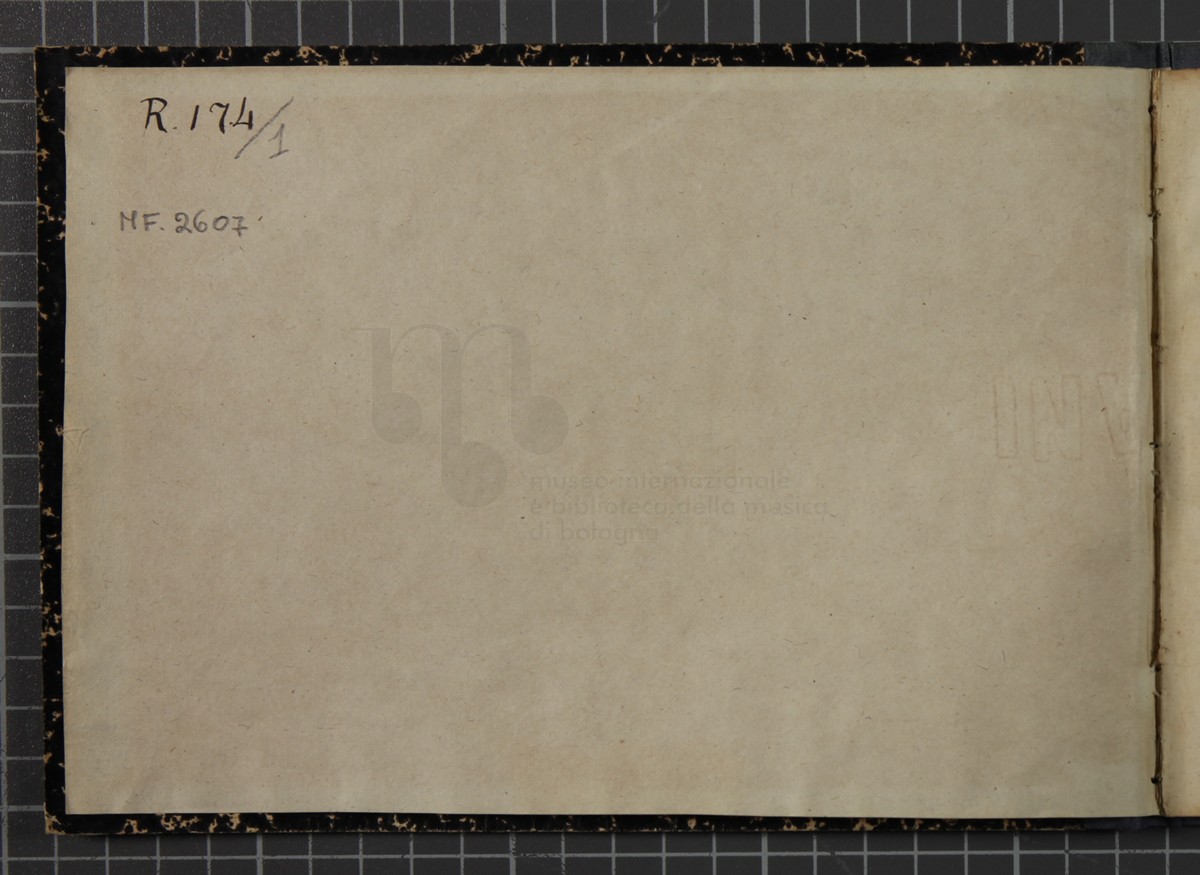 R. 174/1
MF. 2607
museo internazionale
e biblioteca della musica
di bologna